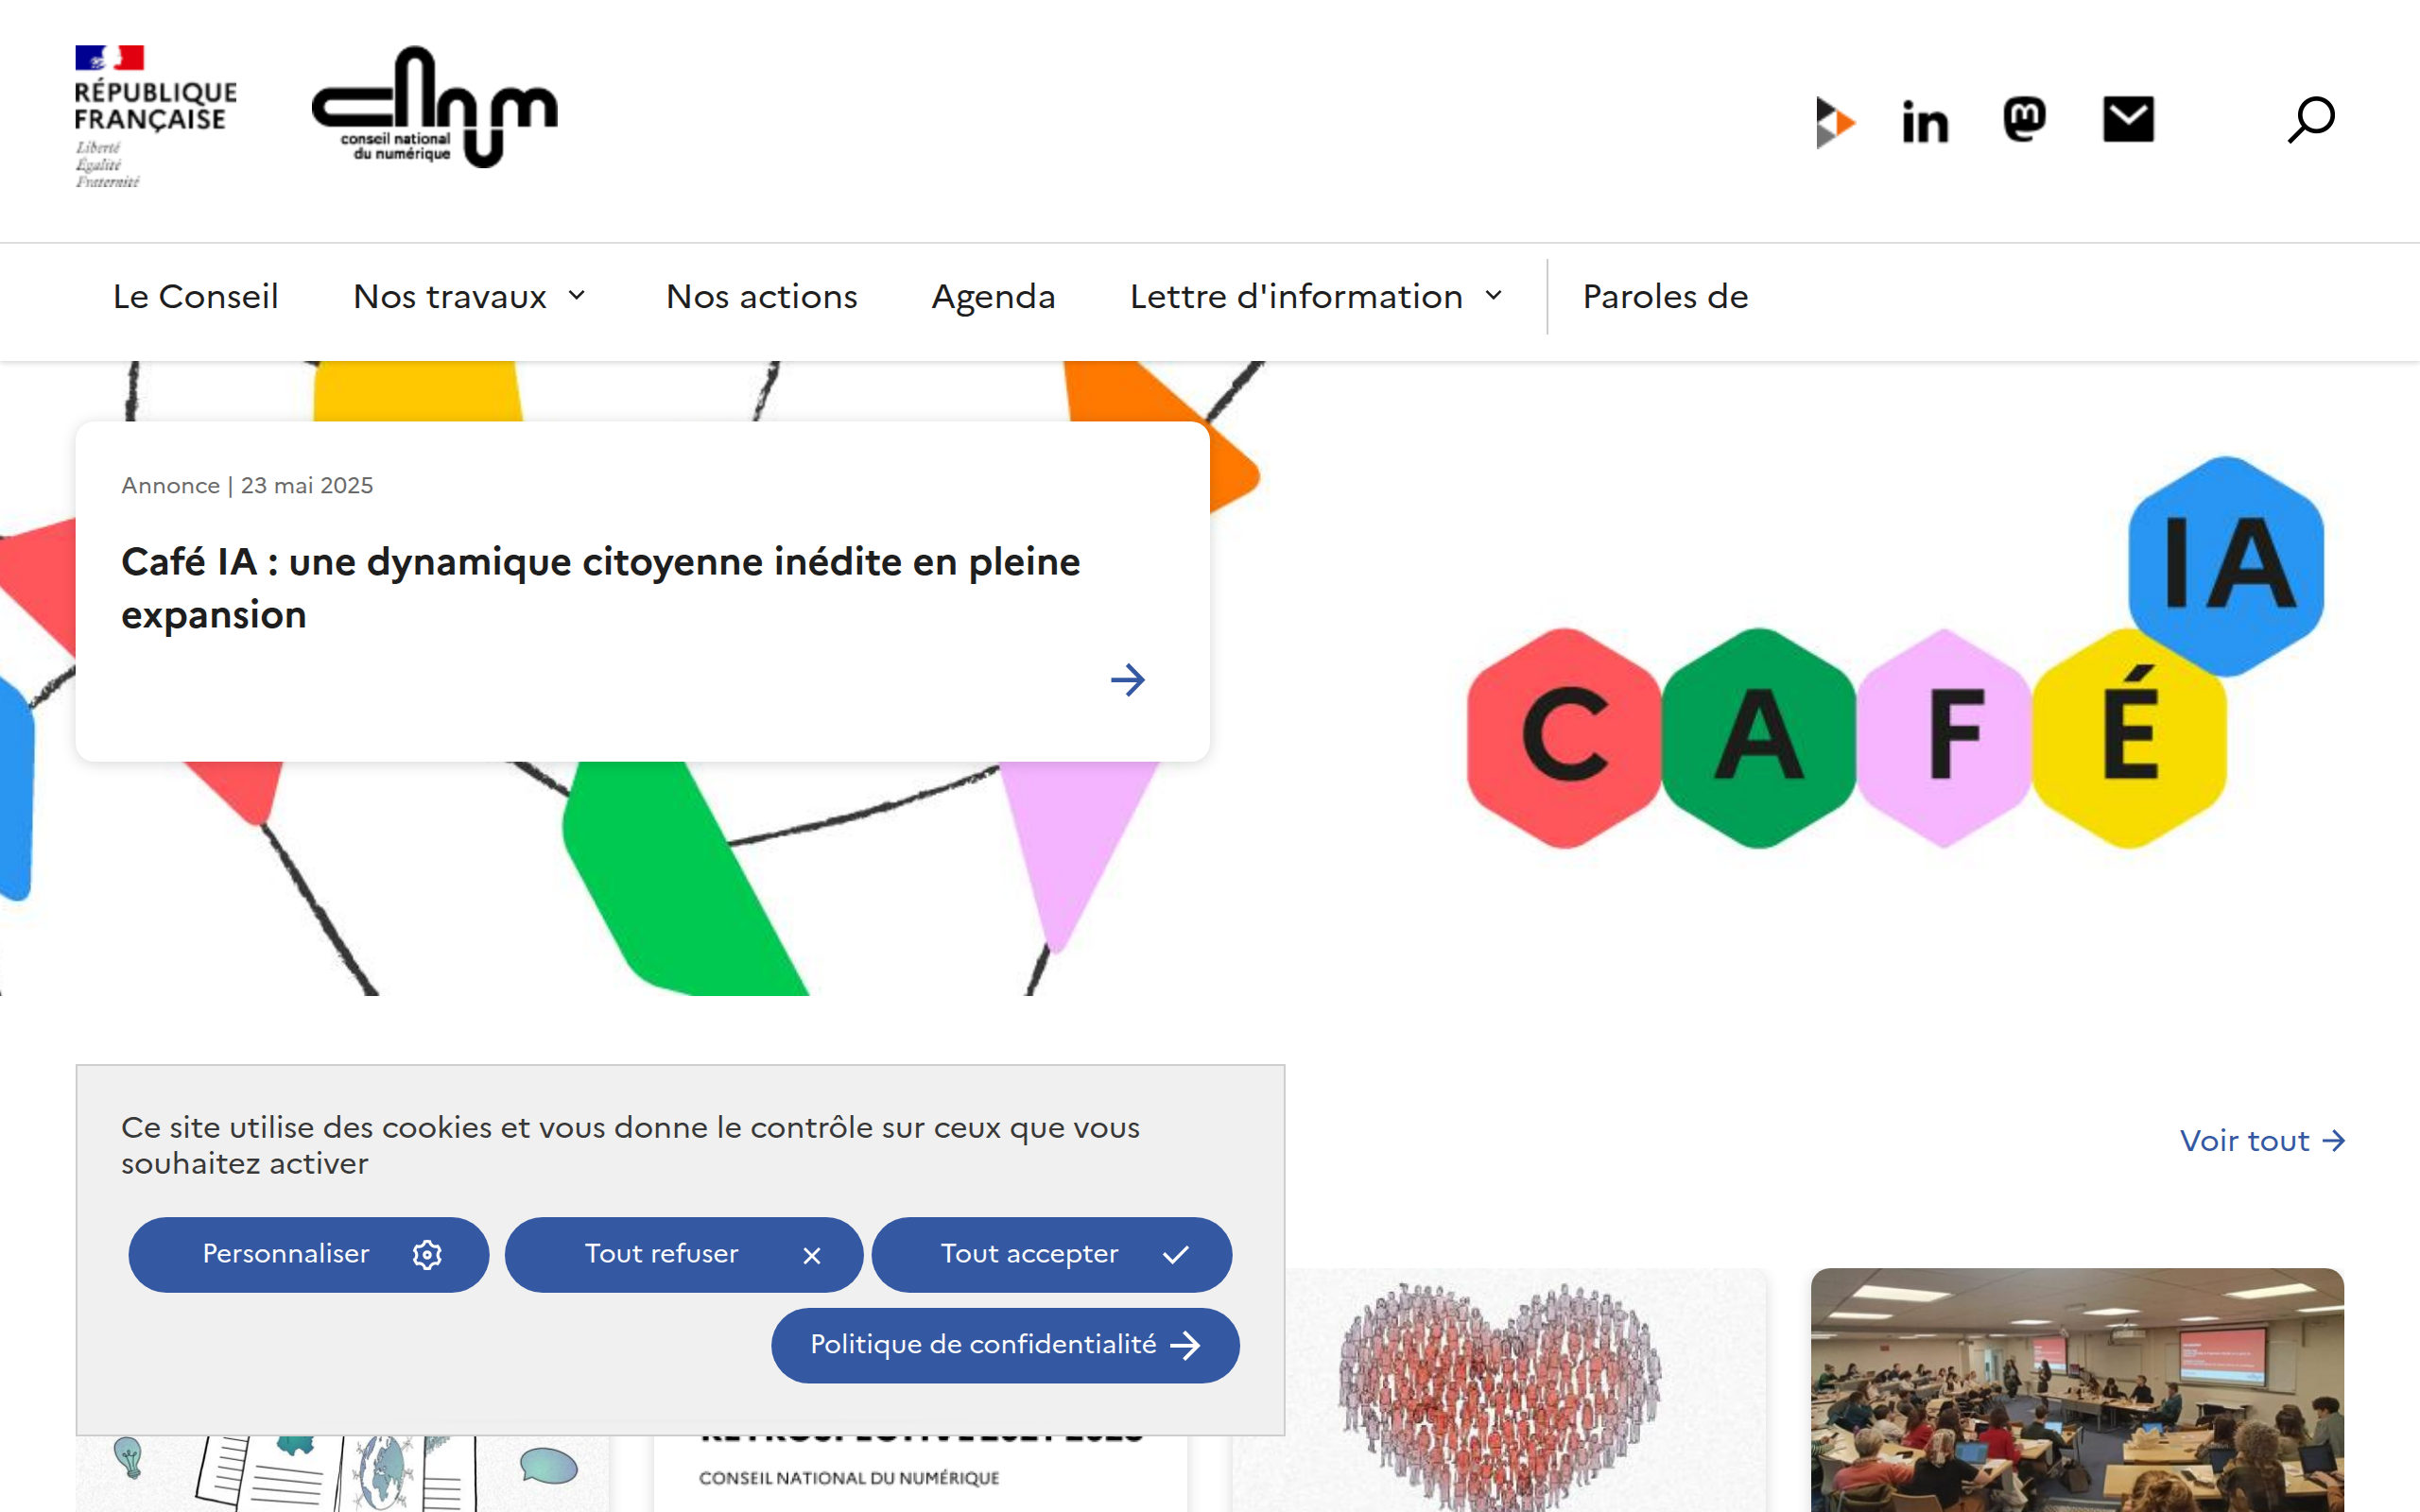 RÉPUBLIQUE
FRANÇAISE
Liberté
Égalité
Fraternité
cnnum
conseil national
du numérique
in
Le Conseil
Nos travaux
Nos actions
Agenda
Lettre d'information
Paroles de
Annonce | 23 mai 2025
Café IA : une dynamique citoyenne inédite en pleine
expansion
IA
CAFÉ
Ce site utilise des cookies et vous donne le contrôle sur ceux que vous
souhaitez activer
Voir tout
Personnaliser
Tout refuser
Tout accepter
Politique de confidentialité
CONSEIL NATIONAL DU NUMÉRIQUE